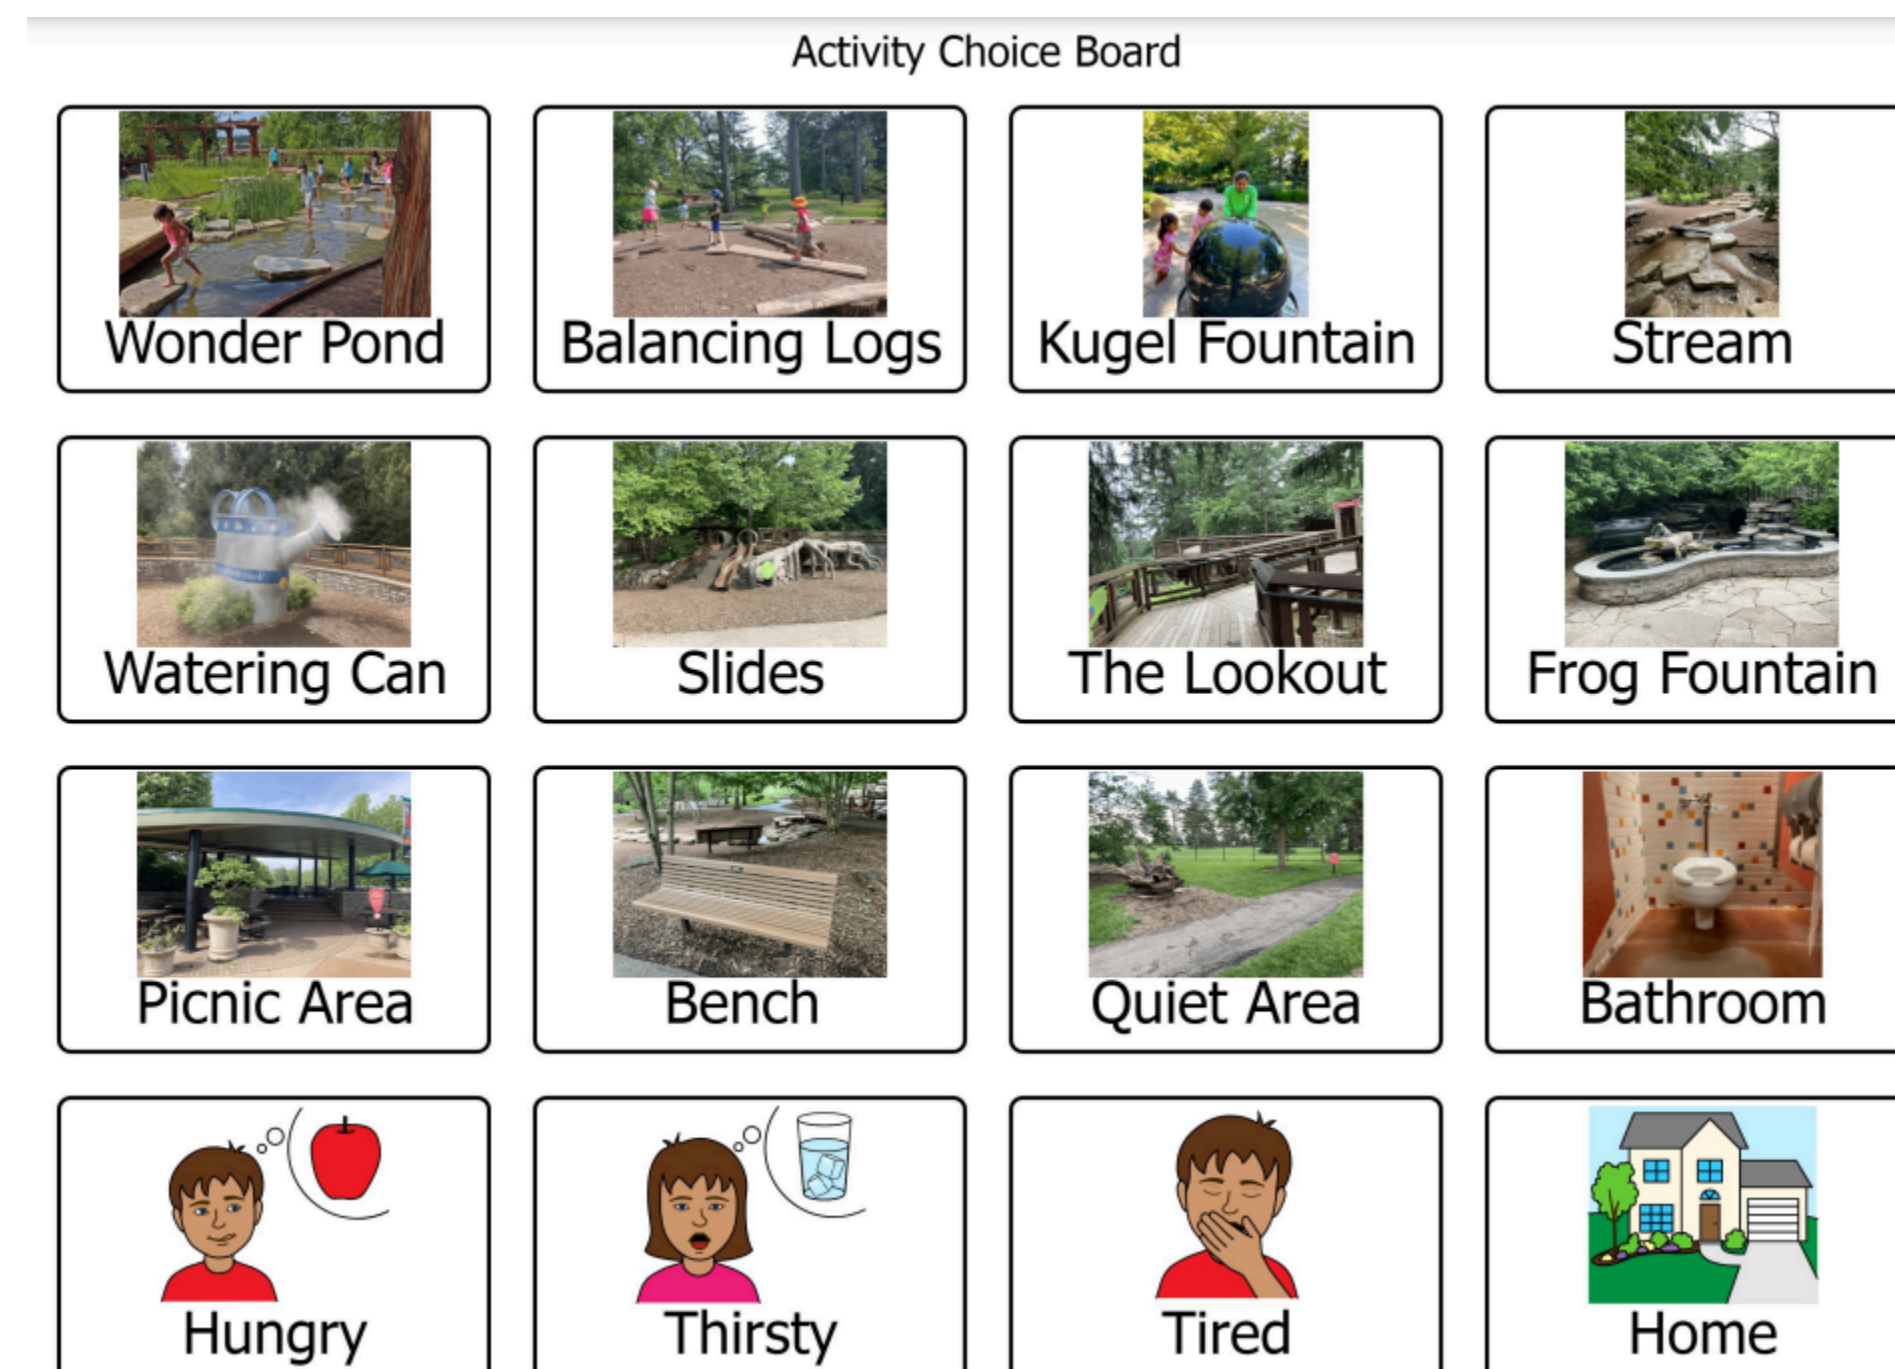 Activity Choice Board
Wonder Pond
Balancing Logs
Kugel Fountain
Stream
Watering Can
Slides
The Lookout
Frog Fountain
Picnic Area
Bench
Quiet Area
Bathroom
Hungry
Thirsty
Tired
Home